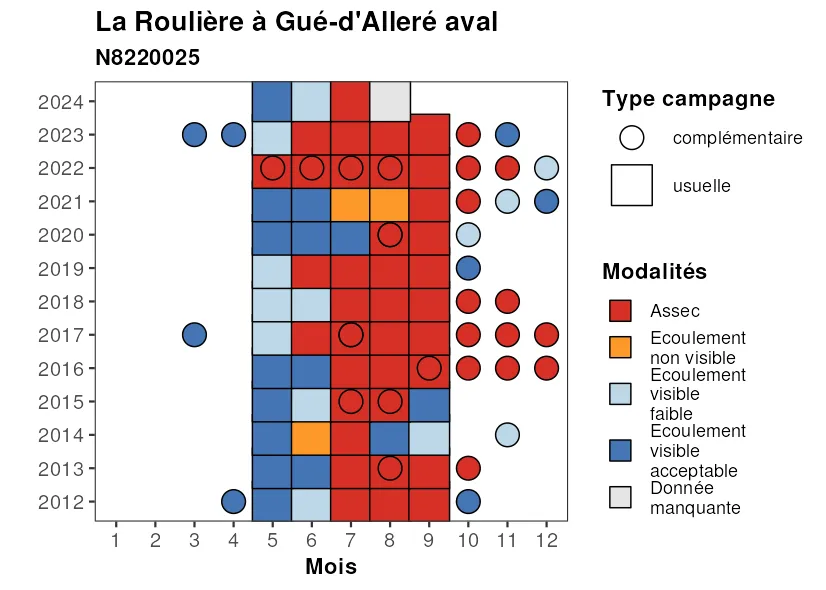 La Roulière à Gué-d'Alleré aval
N8220025
2024
2023
2022
2021
2020
2019
2018
2017
2016
2015
2014
2013
2012
1 2 3 4 5 6 7 8 9 10 11 12
Mois
Type campagne
complémentaire
usuelle
Modalités
Assec
Ecoulement
non visible
Ecoulement
visible
faible
Ecoulement
visible
acceptable
Donnée
manquante